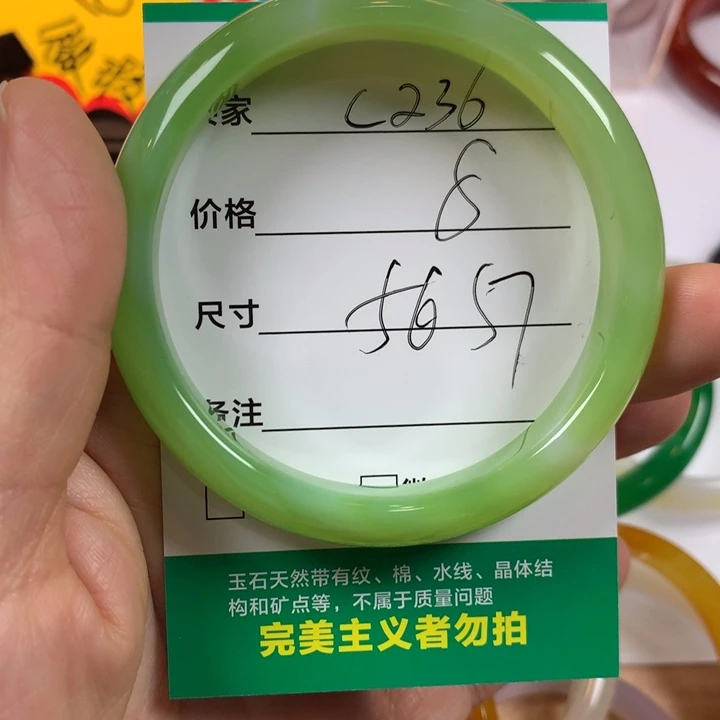 家 C236
价格 8
尺寸 56 57
备注
玉石天然带有纹、棉、水线、晶体结
构和矿点等，不属于质量问题
完美主义者勿拍